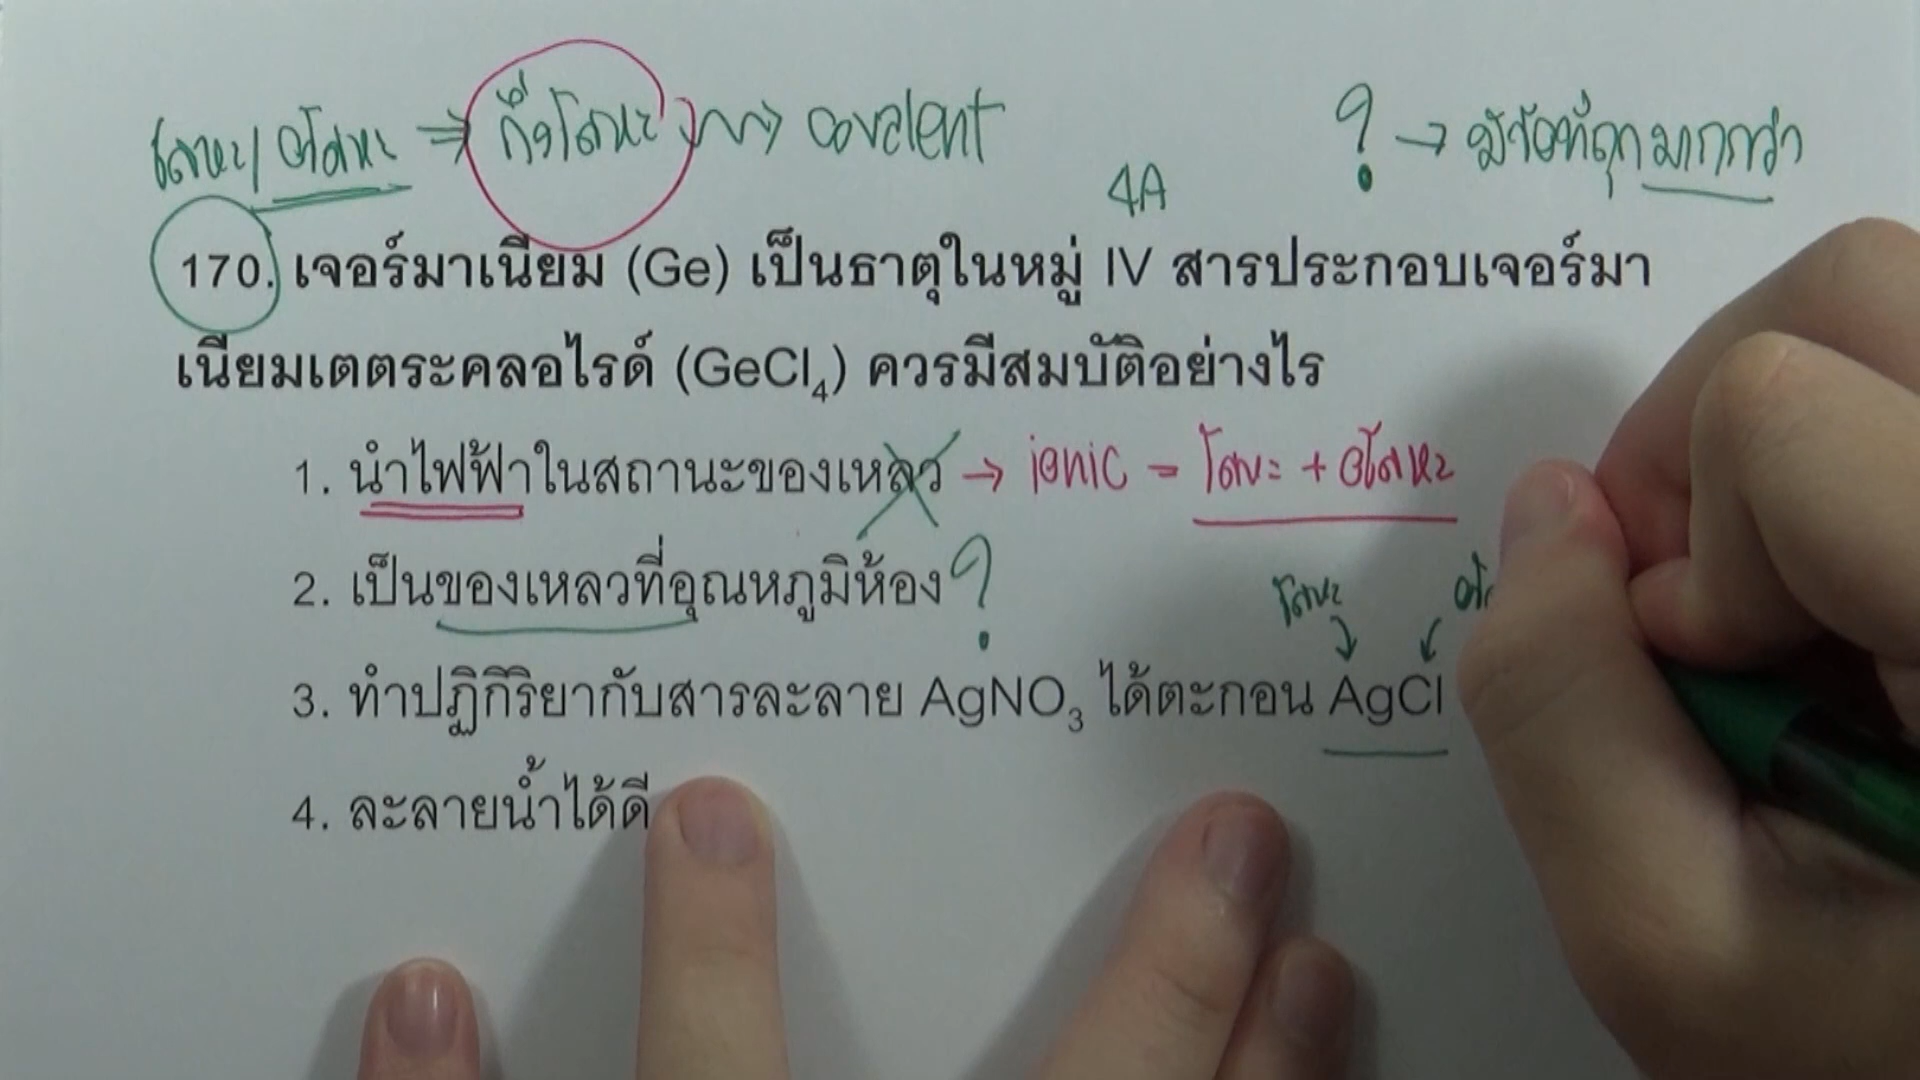 โลหะ/อโลหะ ⇒ กึ่งโลหะ → covalent
? → มีข้อที่ถูกมากกว่า
4A
170. เจอร์มาเนียม (Ge) เป็นธาตุในหมู่ IV สารประกอบเจอร์มา
เนียมเตตระคลอไรด์ (GeCl₄) ควรมีสมบัติอย่างไร
1. นำไฟฟ้าในสถานะของเหลว → ionic - โลหะ + อโลหะ
2. เป็นของเหลวที่อุณหภูมิห้อง ?
โลหะ
3. ทำปฏิกิริยากับสารละลาย AgNO₃ ได้ตะกอน AgCl
4. ละลายน้ำได้ดี